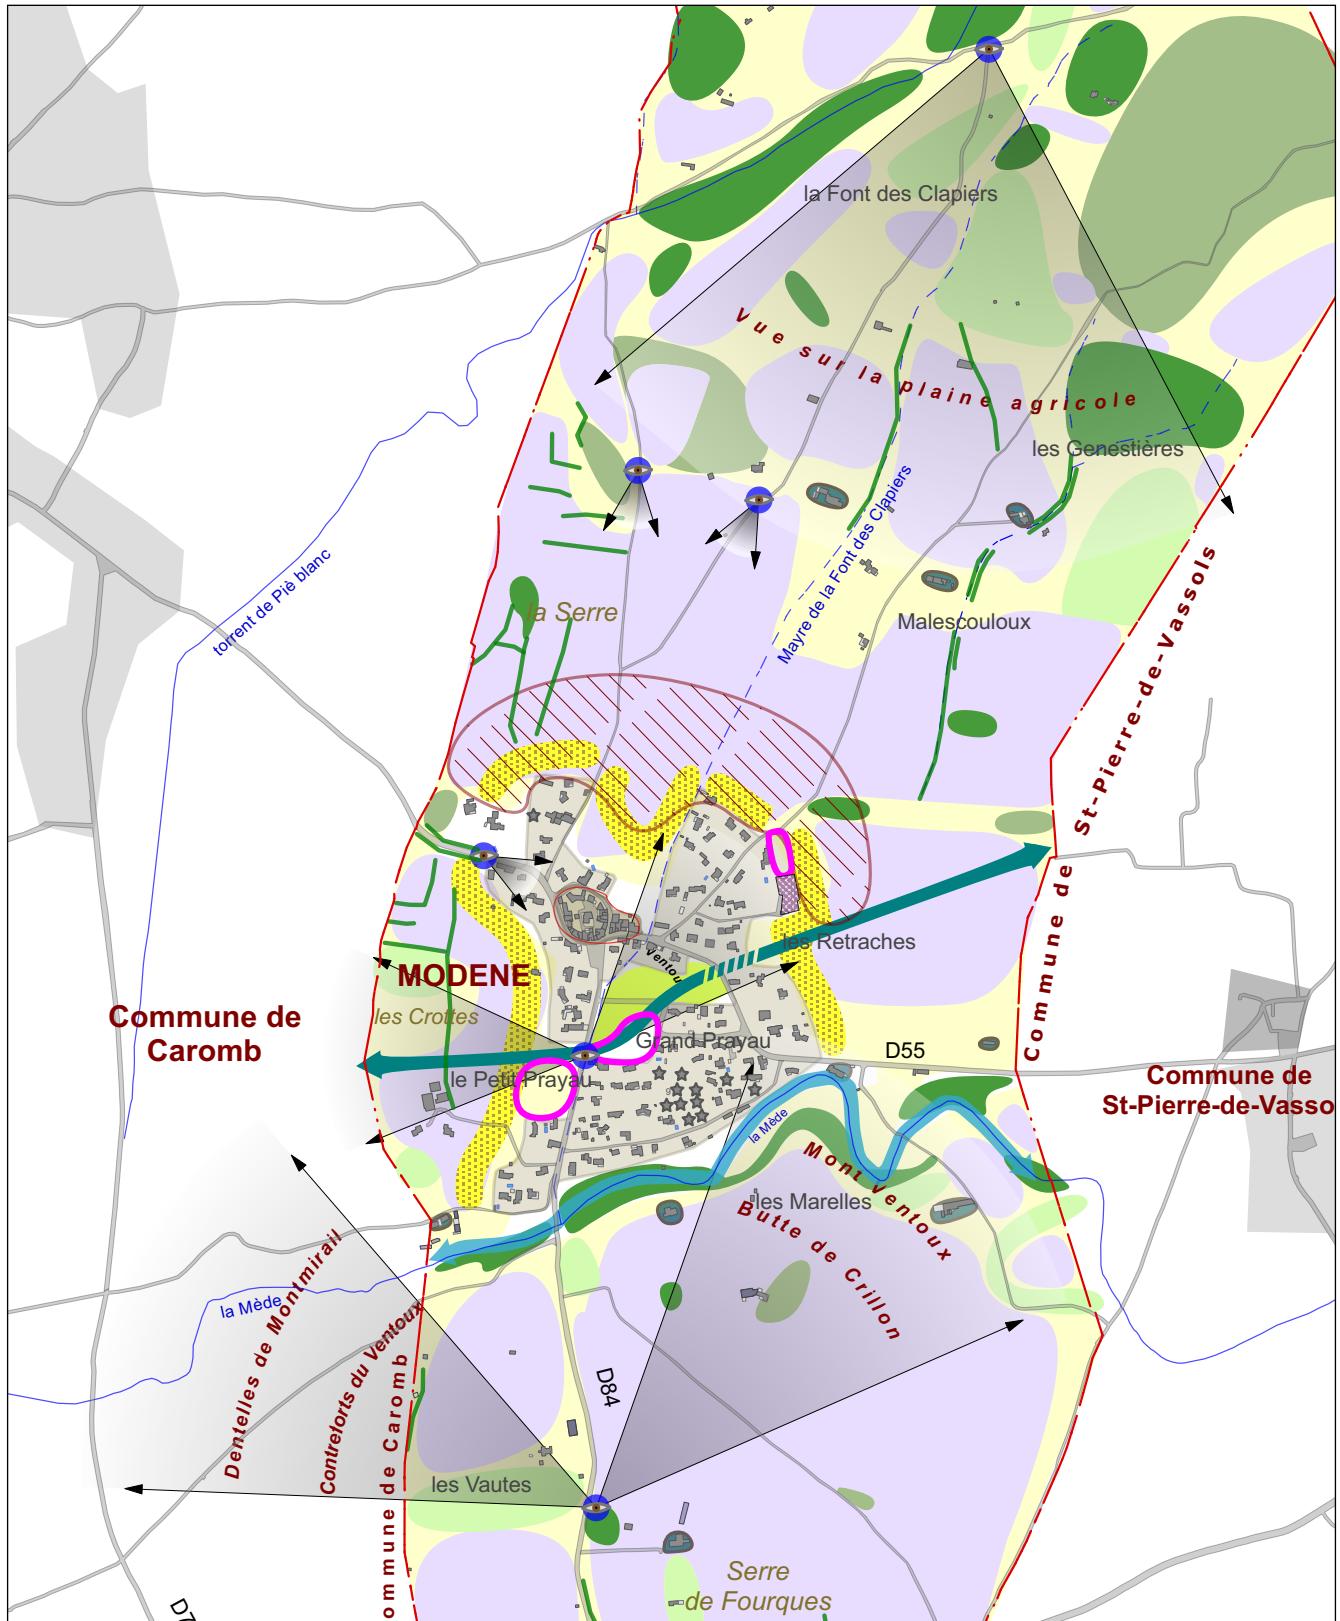 la Font des Clapiers
Vue sur la plaine agricole
les Genestières
Mayre de la Font des Clapiers
torrent de Piè blanc
la Serre
Malescouloux
Commune de St-Pierre-de-Vassols
les Retraches
Ventou
MODENE
les Crottes
Commune de
Caromb
Grand Prayau
D55
le Petit Prayau
Commune de
St-Pierre-de-Vasso
la Mède
Mont Ventoux
les Marelles
Butte de Crillon
Dentelles de Montmirail
la Mède
Contreforts du Ventoux
ommune de Caromb
D84
les Vautes
Serre
de Fourques
D7